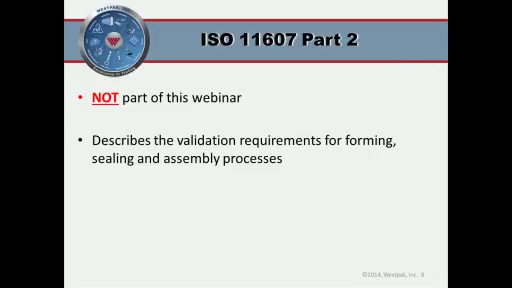 ISO 11607 Part 2
• NOT part of this webinar
• Describes the validation requirements for forming,
sealing and assembly processes
©2014, Westpak, Inc. 9